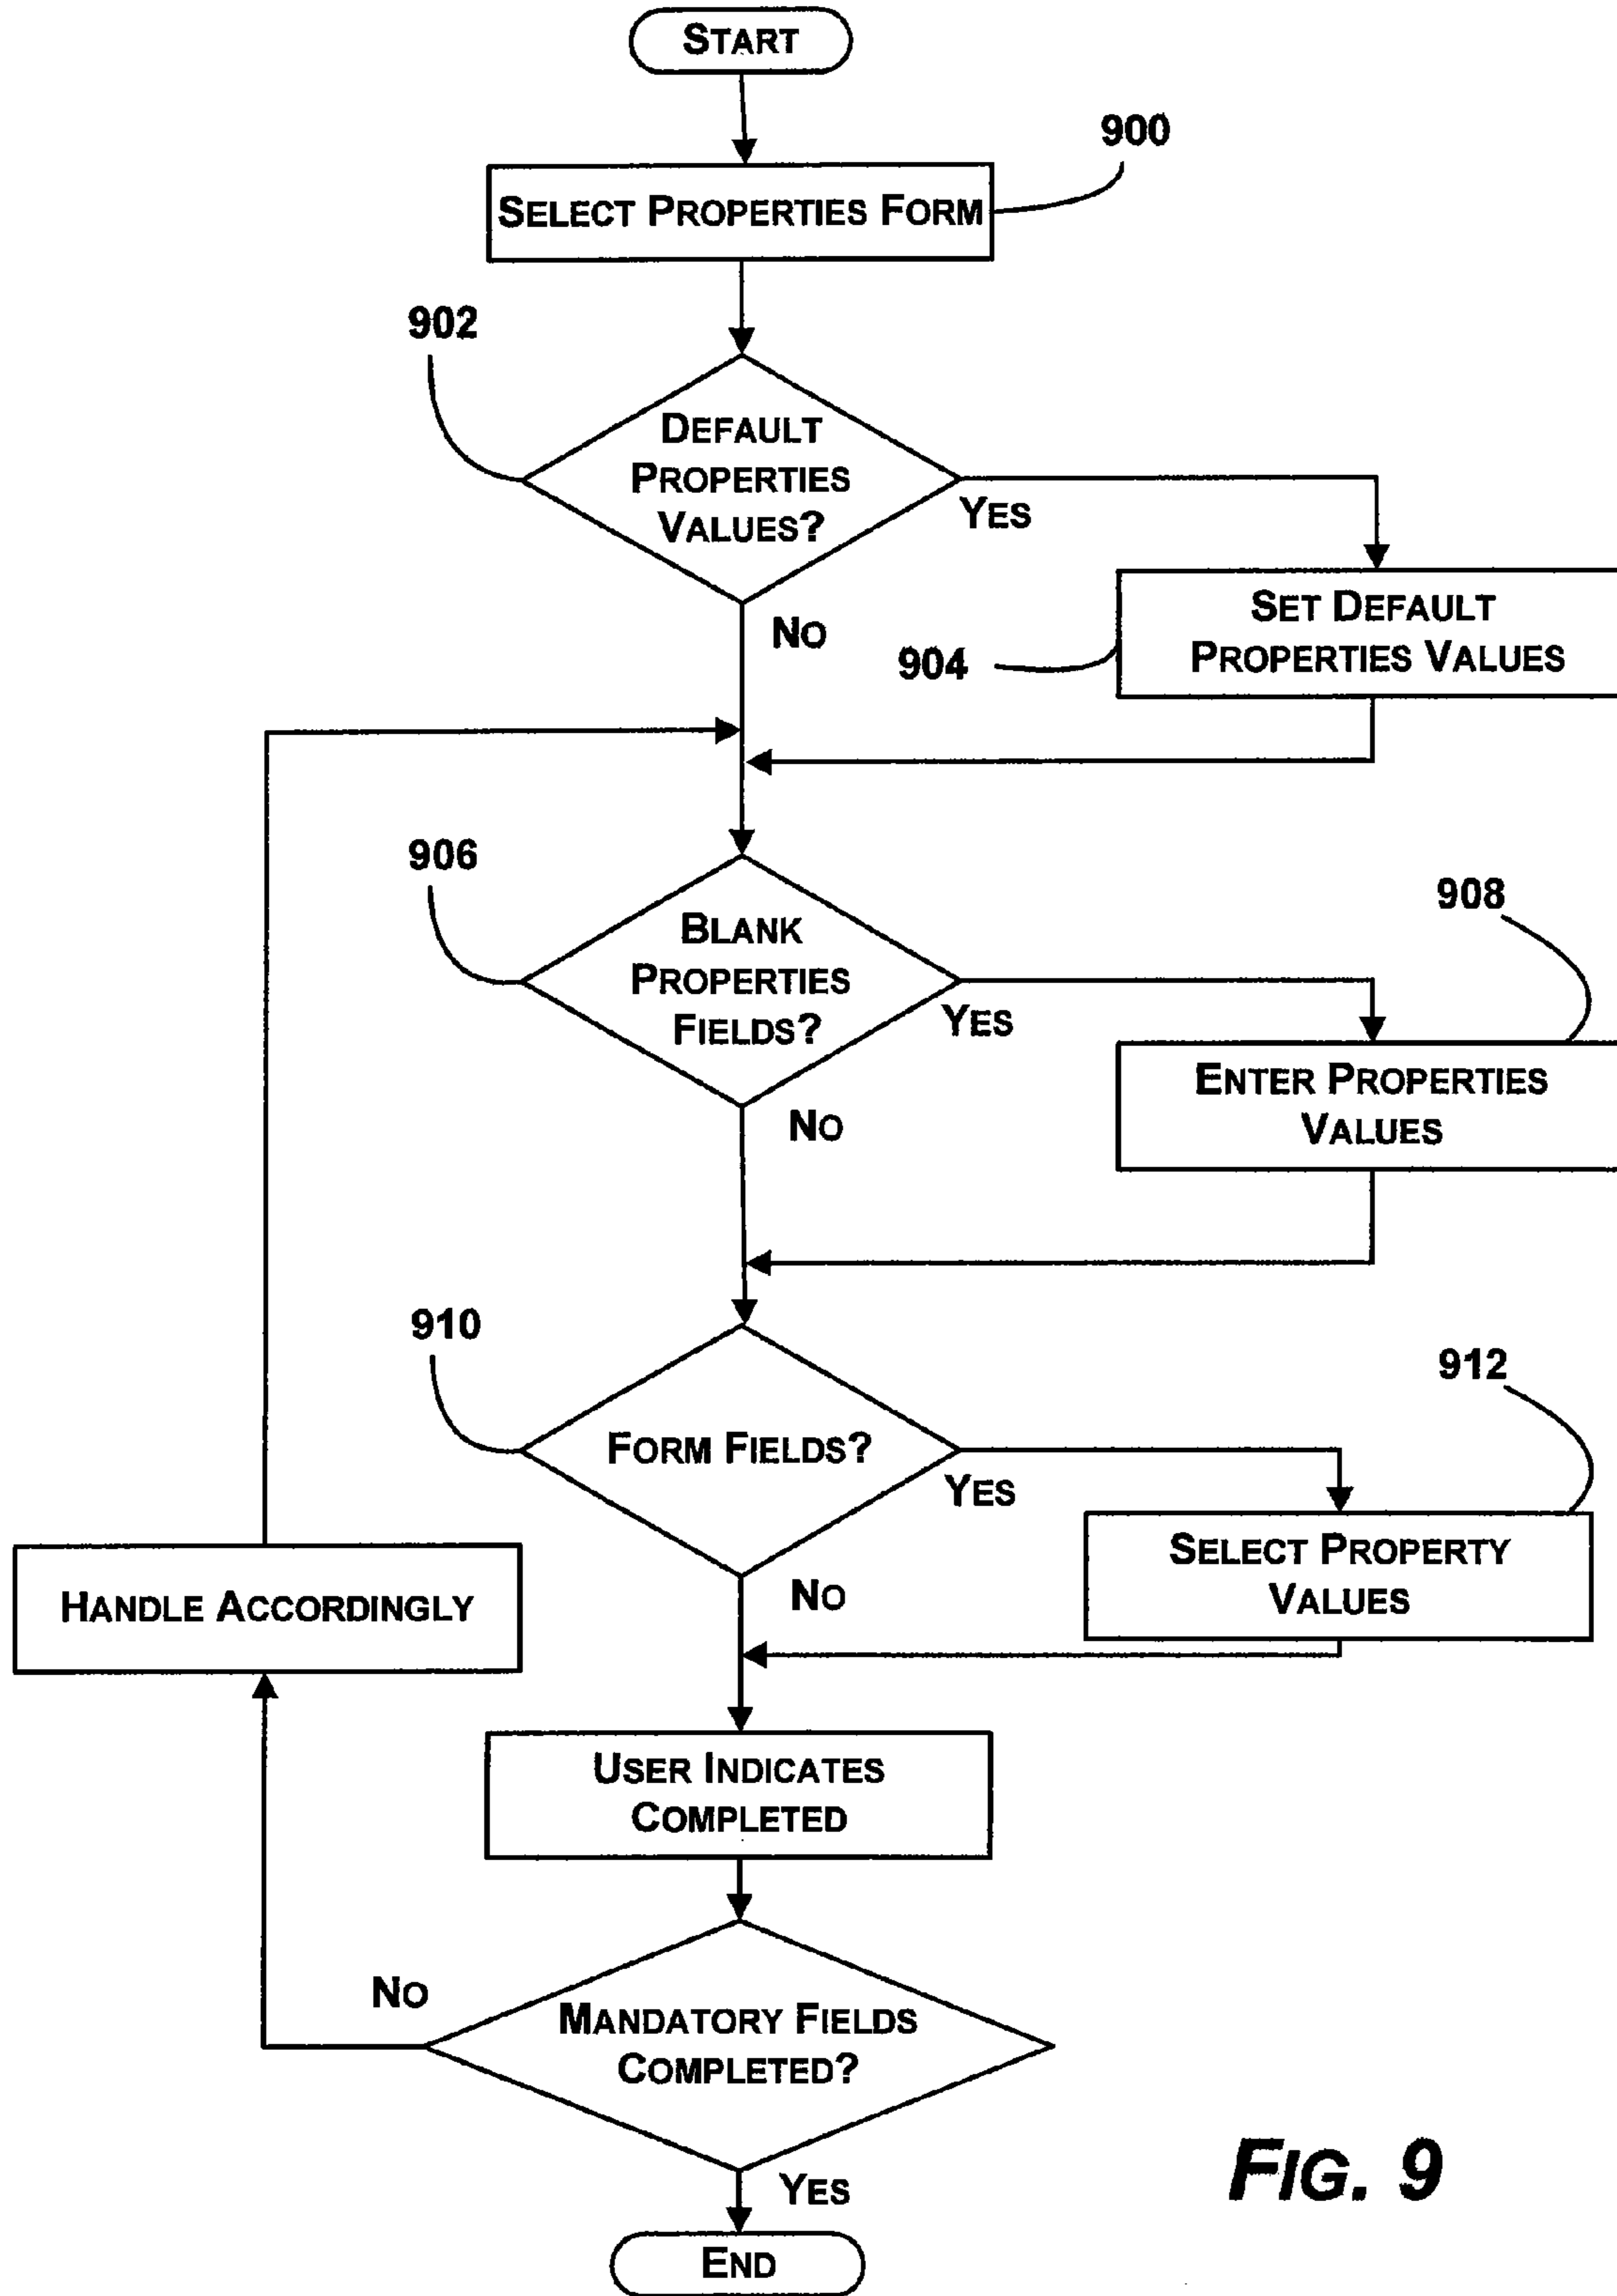 START
900
SELECT PROPERTIES FORM
902
DEFAULT
PROPERTIES
VALUES?
YES
NO
SET DEFAULT
PROPERTIES VALUES
904
906
BLANK
PROPERTIES
FIELDS?
YES
NO
908
ENTER PROPERTIES
VALUES
910
FORM FIELDS?
YES
NO
912
SELECT PROPERTY
VALUES
HANDLE ACCORDINGLY
USER INDICATES
COMPLETED
NO
MANDATORY FIELDS
COMPLETED?
YES
END
FIG. 9